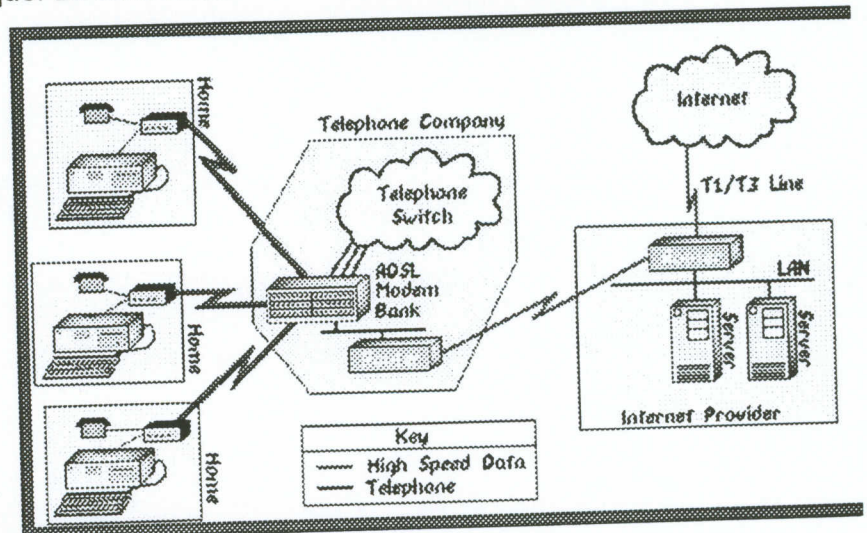 Home
Home
Home
Telephone Company
Telephone
Switch
ADSL
Modem
Bank
Internet
T1/T3 Line
LAN
Server
Server
Internet Provider
Key
High Speed Data
Telephone